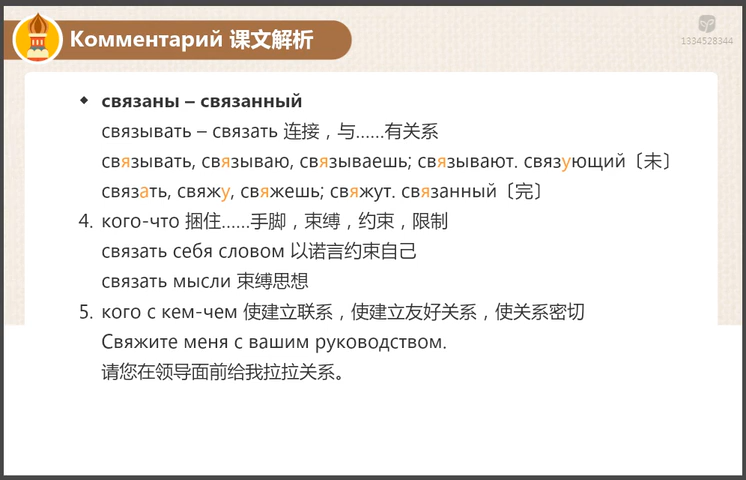 Комментарий 课文解析
1334528344
◆ связаны – связанный
связывать – связать 连接，与……有关系
связывать, связываю, связываешь; связывают. связующий〔未〕
связать, свяжу, свяжешь; свяжут. связанный〔完〕
4. кого-что 捆住……手脚，束缚，约束，限制
связать себя словом 以诺言约束自己
связать мысли 束缚思想
5. кого с кем-чем 使建立联系，使建立友好关系，使关系密切
Свяжите меня с вашим руководством.
请您在领导面前给我拉拉关系。